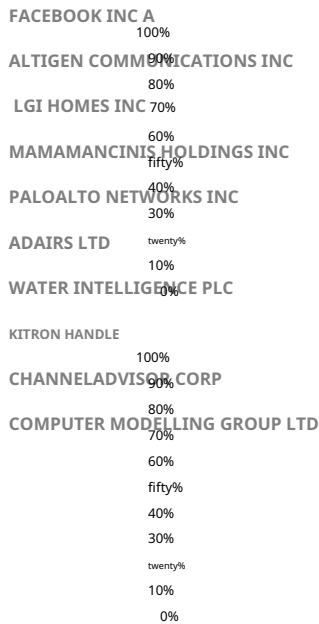 FACEBOOK INC A
100%
90%
ALTIGEN COMMUNICATIONS INC
80%
LGI HOMES INC
70%
60%
MAMAMANCINIS HOLDINGS INC
fifty%
40%
PALOALTO NETWORKS INC
30%
twenty%
ADAIRS LTD
10%
WATER INTELLIGENCE PLC
0%
KITRON HANDLE
100%
CHANNELADVISOR CORP
90%
80%
COMPUTER MODELLING GROUP LTD
70%
60%
fifty%
40%
30%
twenty%
10%
0%